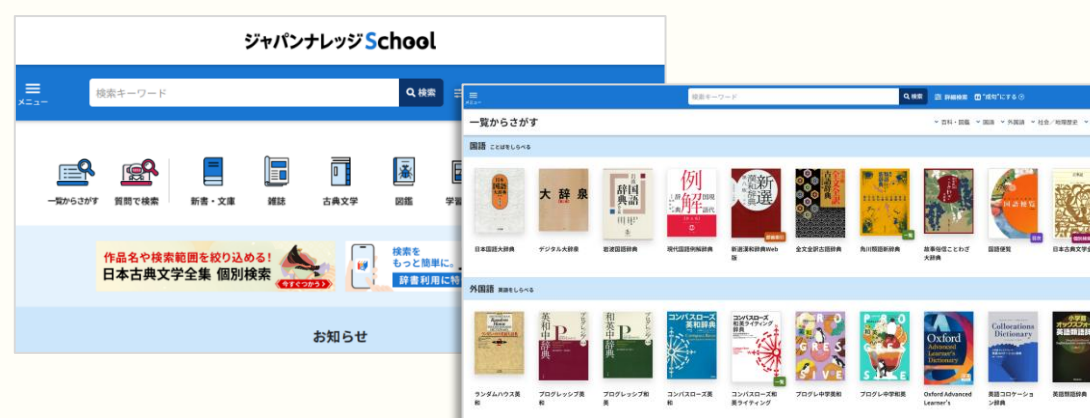 ジャパンナレッジSchool
メニュー
検索キーワード
検索
一覧からさがす
質問で検索
新書・文庫
雑誌
古典文学
図鑑
作品名や検索範囲を絞り込める!
日本古典文学全集 個別検索
今すぐつかう
検索を
もっと簡単に。
辞書利用に特
お知らせ
メニュー
検索キーワード
検索
詳細検索
"成句"にする
一覧からさがす
百科・図鑑
国語
外国語
社会/地理歴史
国語 ことばをしらべる
日本国語大辞典
デジタル大辞泉
岩波国語辞典
現代国語例解辞典
新選漢和辞典Web版
全文全訳古語辞典
角川類語新辞典
故事俗信ことわざ大辞典
国語便覧
日本古典文学全
外国語 英語をしらべる
ランダムハウス英和
プログレッシブ英和
プログレッシブ和英
コンパスローズ英和
コンパスローズ和英ライティング
プログレ中学英和
プログレ中学和英
Oxford Advanced Learner's
英語コロケーション辞典
英語類語辞典
大辞泉
Oxford
Advanced
Learner's
Dictionary
Collocations
Dictionary
コンパスローズ
英和辞典
コンパスローズ
和英ライティング
辞典